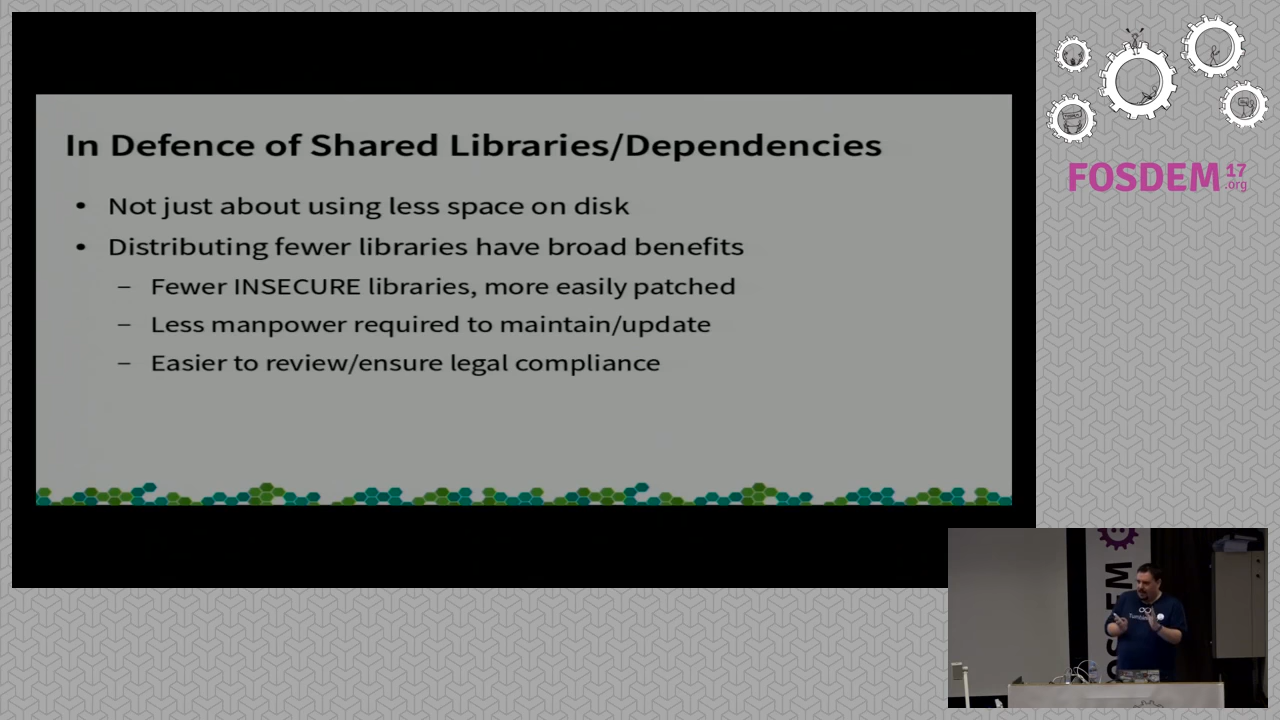 In Defence of Shared Libraries/Dependencies
• Not just about using less space on disk
• Distributing fewer libraries have broad benefits
– Fewer INSECURE libraries, more easily patched
– Less manpower required to maintain/update
– Easier to review/ensure legal compliance
FOSDEM 17
.org
OSDEM